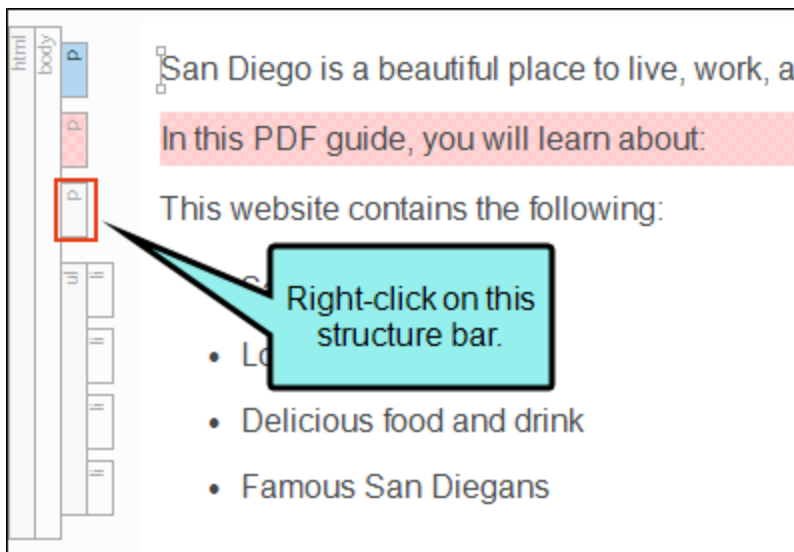 html
body
p
San Diego is a beautiful place to live, work, a
p
In this PDF guide, you will learn about:
p
This website contains the following:
ul
li
Right-click on this
structure bar.
li
• Lo
li
• Delicious food and drink
li
• Famous San Diegans